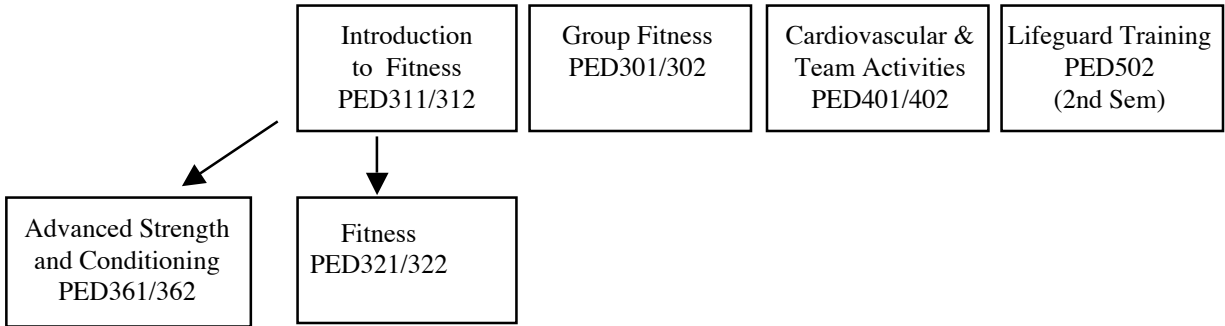 Introduction
to Fitness
PED311/312
Group Fitness
PED301/302
Cardiovascular &
Team Activities
PED401/402
Lifeguard Training
PED502
(2nd Sem)
Advanced Strength
and Conditioning
PED361/362
Fitness
PED321/322